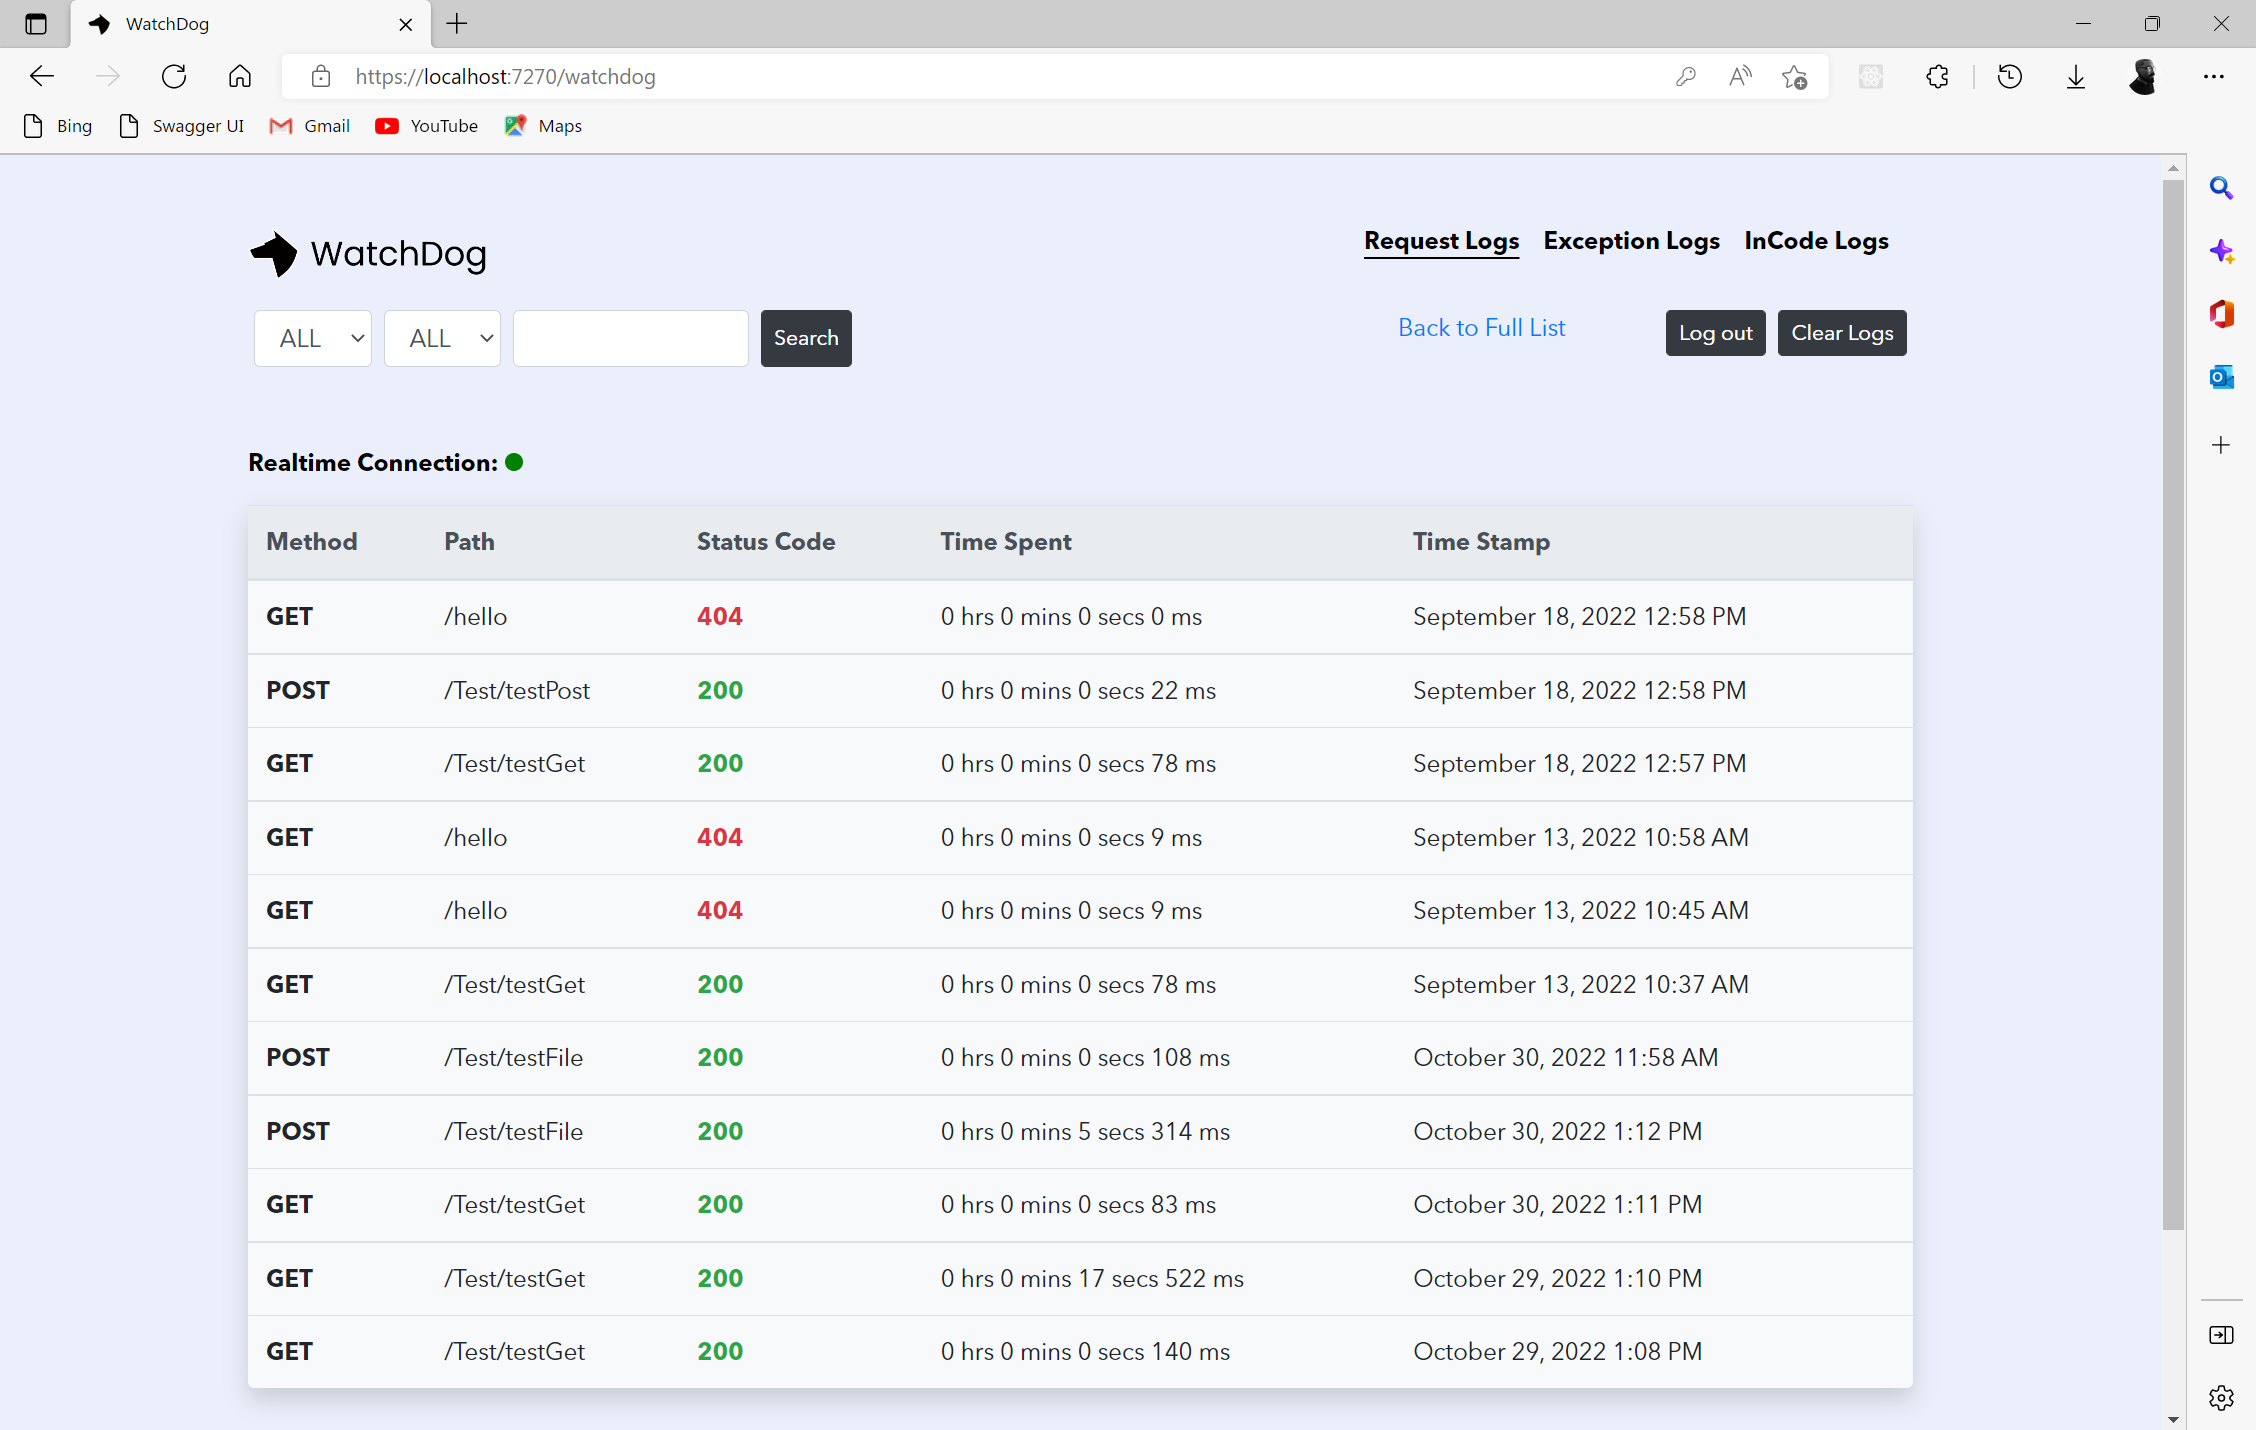 WatchDog
https://localhost:7270/watchdog
Bing Swagger UI Gmail YouTube Maps
WatchDog
Request Logs Exception Logs InCode Logs
ALL ALL Search Back to Full List Log out Clear Logs
Realtime Connection:
Method Path Status Code Time Spent Time Stamp
GET /hello 404 0 hrs 0 mins 0 secs 0 ms September 18, 2022 12:58 PM
POST /Test/testPost 200 0 hrs 0 mins 0 secs 22 ms September 18, 2022 12:58 PM
GET /Test/testGet 200 0 hrs 0 mins 0 secs 78 ms September 18, 2022 12:57 PM
GET /hello 404 0 hrs 0 mins 0 secs 9 ms September 13, 2022 10:58 AM
GET /hello 404 0 hrs 0 mins 0 secs 9 ms September 13, 2022 10:45 AM
GET /Test/testGet 200 0 hrs 0 mins 0 secs 78 ms September 13, 2022 10:37 AM
POST /Test/testFile 200 0 hrs 0 mins 0 secs 108 ms October 30, 2022 11:58 AM
POST /Test/testFile 200 0 hrs 0 mins 5 secs 314 ms October 30, 2022 1:12 PM
GET /Test/testGet 200 0 hrs 0 mins 0 secs 83 ms October 30, 2022 1:11 PM
GET /Test/testGet 200 0 hrs 0 mins 17 secs 522 ms October 29, 2022 1:10 PM
GET /Test/testGet 200 0 hrs 0 mins 0 secs 140 ms October 29, 2022 1:08 PM